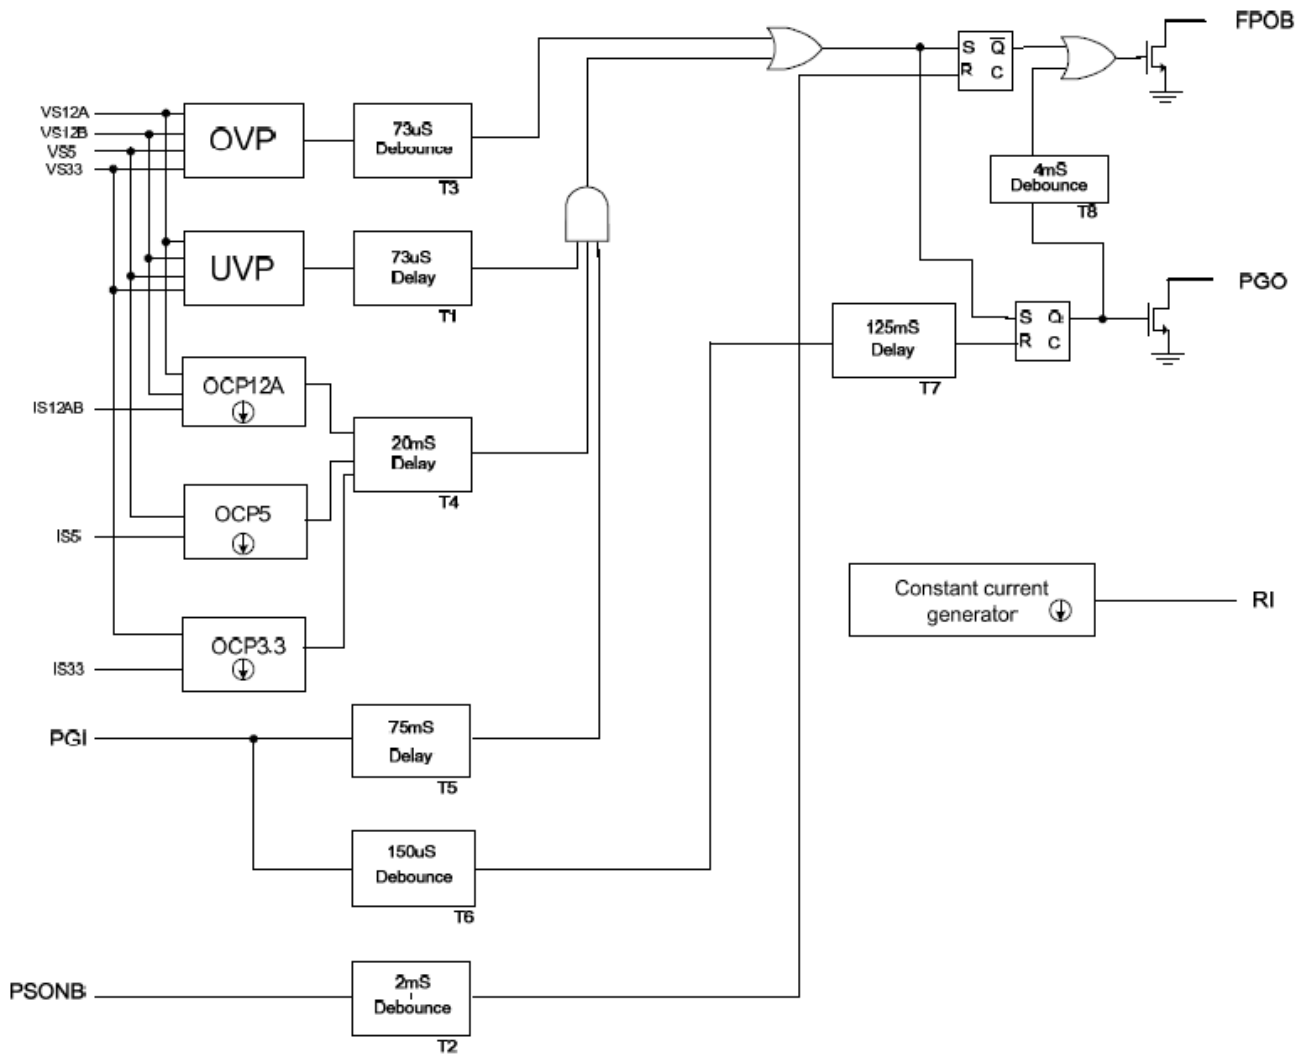 FPOB
S Q
R C
VS12A
VS12B
VS5
VS33
OVP
73uS
Debounce
T3
4mS
Debounce
T8
UVP
73uS
Delay
T1
PGO
125mS
Delay
T7
S Q
R C
OCP12A
IS12AB
20mS
Delay
T4
OCP5
IS5
Constant current
generator
RI
OCP3.3
IS33
PGI
75mS
Delay
T5
150uS
Debounce
T6
PSONB
2mS
Debounce
T2